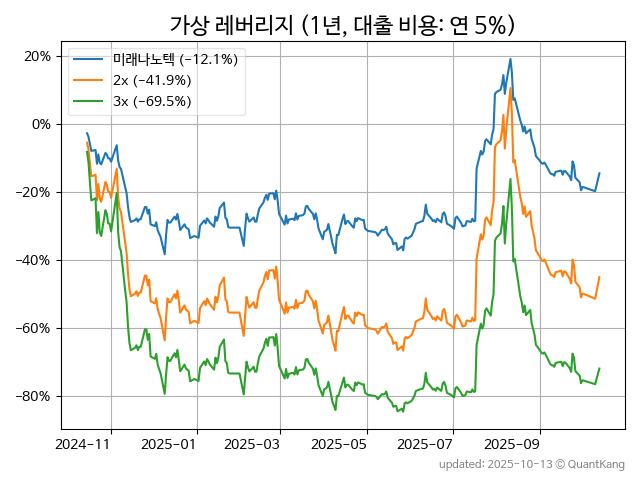 가상 레버리지 (1년, 대출 비용: 연 5%)
미래나노텍 (-12.1%)
2x (-41.9%)
3x (-69.5%)
20%
0%
-20%
-40%
-60%
-80%
2024-11 2025-01 2025-03 2025-05 2025-07 2025-09
updated: 2025-10-13 © QuantKang